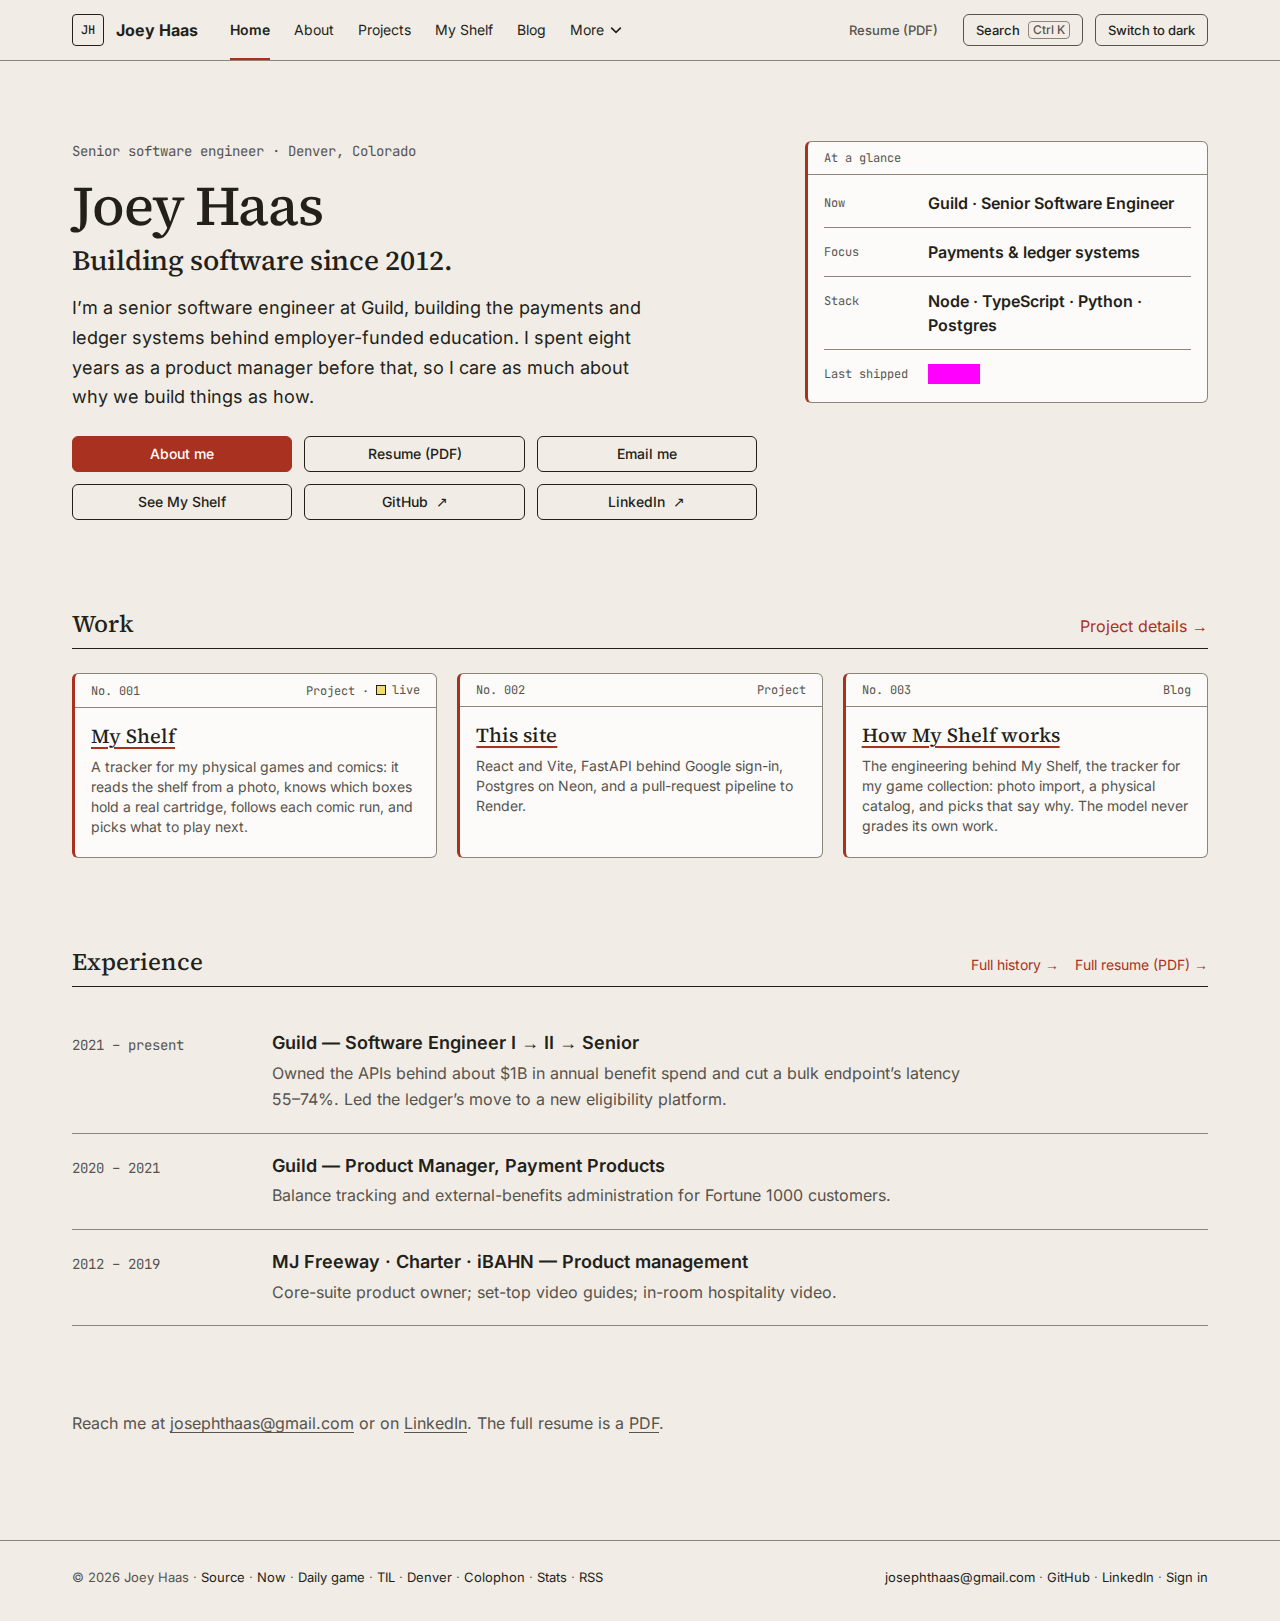 JH Joey Haas Home About Projects My Shelf Blog More Resume (PDF) Search Ctrl K Switch to dark
Senior software engineer · Denver, Colorado
Joey Haas
Building software since 2012.
I’m a senior software engineer at Guild, building the payments and
ledger systems behind employer-funded education. I spent eight
years as a product manager before that, so I care as much about
why we build things as how.
About me Resume (PDF) Email me
See My Shelf GitHub ↗ LinkedIn ↗
At a glance
Now Guild · Senior Software Engineer
Focus Payments & ledger systems
Stack Node · TypeScript · Python ·
Postgres
Last shipped
Work Project details →
No. 001 Project · live
My Shelf
A tracker for my physical games and comics: it
reads the shelf from a photo, knows which boxes
hold a real cartridge, follows each comic run, and
picks what to play next.
No. 002 Project
This site
React and Vite, FastAPI behind Google sign-in,
Postgres on Neon, and a pull-request pipeline to
Render.
No. 003 Blog
How My Shelf works
The engineering behind My Shelf, the tracker for
my game collection: photo import, a physical
catalog, and picks that say why. The model never
grades its own work.
Experience Full history → Full resume (PDF) →
2021 – present Guild — Software Engineer I → II → Senior
Owned the APIs behind about $1B in annual benefit spend and cut a bulk endpoint’s latency
55–74%. Led the ledger’s move to a new eligibility platform.
2020 – 2021 Guild — Product Manager, Payment Products
Balance tracking and external-benefits administration for Fortune 1000 customers.
2012 – 2019 MJ Freeway · Charter · iBAHN — Product management
Core-suite product owner; set-top video guides; in-room hospitality video.
Reach me at josephthaas@gmail.com or on LinkedIn. The full resume is a PDF.
© 2026 Joey Haas · Source · Now · Daily game · TIL · Denver · Colophon · Stats · RSS josephthaas@gmail.com · GitHub · LinkedIn · Sign in